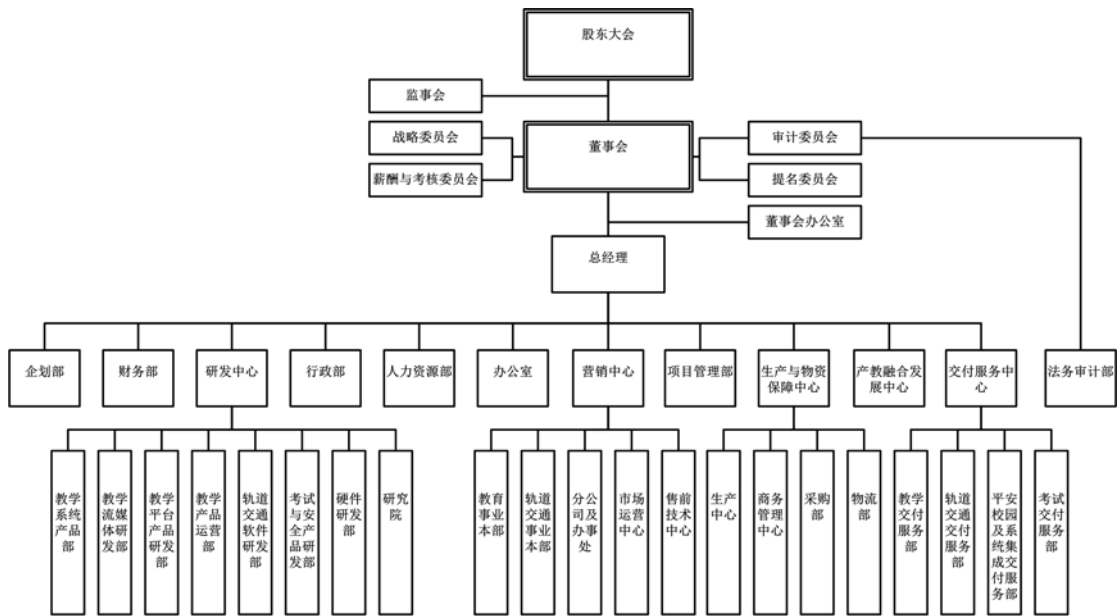 股东大会
监事会
战略委员会
董事会
审计委员会
薪酬与考核委员会
提名委员会
董事会办公室
总经理
企划部
财务部
研发中心
行政部
人力资源部
办公室
营销中心
项目管理部
生产与物资
保障中心
产教融合发
展中心
交付服务中
心
法务审计部
教学系统产品部
教学流媒体研发部
教学平台产品研发部
教学产品运营部
轨道交通软件研发部
考试与安全产品研发部
硬件研发部
研究院
教育事业本部
轨道交通事业本部
分公司及办事处
市场运营中心
售前技术中心
生产中心
商务管理中心
采购部
物流部
教学交付服务部
轨道交通交付服务部
平安校园及系统集成交付服务部
考试交付服务部